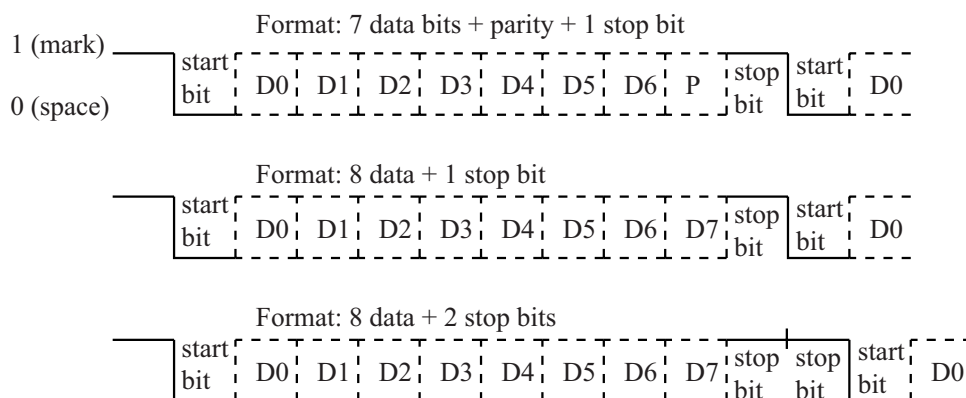 Format: 7 data bits + parity + 1 stop bit
1 (mark)
0 (space)
start bit D0 D1 D2 D3 D4 D5 D6 P stop bit start bit D0
Format: 8 data + 1 stop bit
start bit D0 D1 D2 D3 D4 D5 D6 D7 stop bit start bit D0
Format: 8 data + 2 stop bits
start bit D0 D1 D2 D3 D4 D5 D6 D7 stop bit stop bit start bit D0